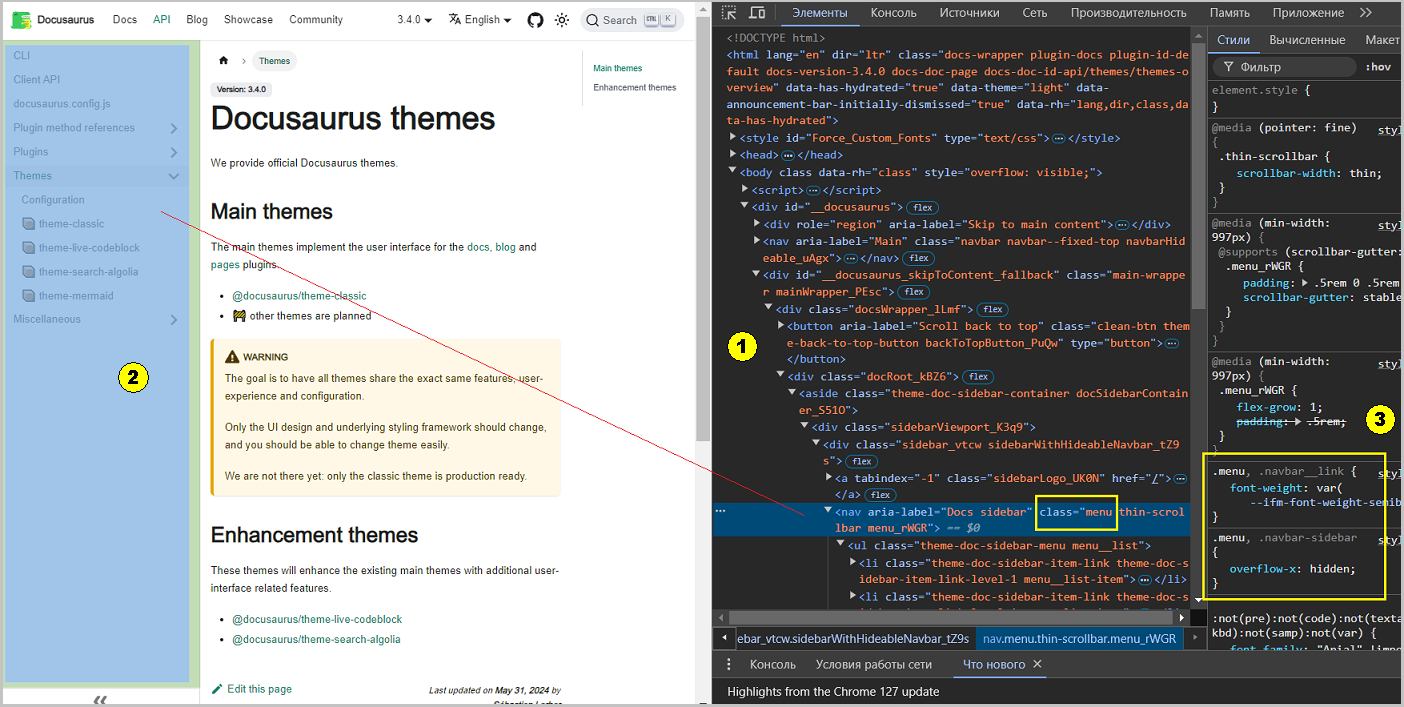 Docusaurus Docs API Blog Showcase Community 3.4.0 English Search CTRL K
CLI
Client API
docusaurus.config.js
Plugin method references
Plugins
Themes
Configuration
theme-classic
theme-live-codeblock
theme-search-algolia
theme-mermaid
Miscellaneous
2
Themes
Version: 3.4.0
Docusaurus themes
We provide official Docusaurus themes.
Main themes
The main themes implement the user interface for the docs, blog and
pages plugins.
• @docusaurus/theme-classic
• 🚧 other themes are planned
WARNING
The goal is to have all themes share the exact same features, user-
experience and configuration.
Only the UI design and underlying styling framework should change,
and you should be able to change theme easily.
We are not there yet: only the classic theme is production ready.
Enhancement themes
These themes will enhance the existing main themes with additional user-
interface related features.
• @docusaurus/theme-live-codeblock
• @docusaurus/theme-search-algolia
Edit this page
Last updated on May 31, 2024 by
Main themes
Enhancement themes
Элементы Консоль Источники Сеть Производительность Память Приложение
<!DOCTYPE html>
<html lang="en" dir="ltr" class="docs-wrapper plugin-docs plugin-id-de
fault docs-version-3.4.0 docs-doc-page docs-doc-id-api/themes/themes-o
verview" data-has-hydrated="true" data-theme="light" data-
announcement-bar-initially-dismissed="true" data-rh="lang,dir,class,da
ta-has-hydrated">
<style id="Force_Custom_Fonts" type="text/css">…</style>
<head>…</head>
<body class data-rh="class" style="overflow: visible;">
<script>…</script>
<div id="__docusaurus"> flex
<div role="region" aria-label="Skip to main content">…</div>
<nav aria-label="Main" class="navbar navbar--fixed-top navbarHid
eable_uAgx">…</nav> flex
<div id="__docusaurus_skipToContent_fallback" class="main-wrappe
r mainWrapper_PEsc"> flex
<div class="docsWrapper_lLmf"> flex
1
<button aria-label="Scroll back to top" class="clean-btn them
e-back-to-top-button backToTopButton_PuQw" type="button">…
</button>
<div class="docRoot_kBZ6"> flex
<aside class="theme-doc-sidebar-container docSidebarContain
er_S51O">
<div class="sidebarViewport_K3q9">
<div class="sidebar_vtcw sidebarWithHideableNavbar_tZ9
s"> flex
<a tabindex="-1" class="sidebarLogo_UK0N" href="/">…
</a> flex
<nav aria-label="Docs sidebar" class="menu thin-scrol
lbar menu_rWGR"> == $0
<ul class="theme-doc-sidebar-menu menu__list">
<li class="theme-doc-sidebar-item-link theme-doc-s
idebar-item-link-level-1 menu__list-item">…</li>
<li class="theme-doc-sidebar-item-link theme-doc-s
ebar_vtcw.sidebarWithHideableNavbar_tZ9s nav.menu.thin-scrollbar.menu_rWGR
Консоль Условия работы сети Что нового ×
Highlights from the Chrome 127 update
Стили Вычисленные Макет
Фильтр :hov
element.style {
}
@media (pointer: fine) styl
{
.thin-scrollbar {
scrollbar-width: thin;
}
}
@media (min-width: styl
997px) {
@supports (scrollbar-gutter:
.menu_rWGR {
padding: .5rem 0 .5rem
scrollbar-gutter: stable
}
}
}
@media (min-width: styl
997px) {
.menu_rWGR {
flex-grow: 1;
padding: .5rem;
}
}
3
.menu, .navbar__link { styl
font-weight: var(
--ifm-font-weight-semib
}
.menu, .navbar-sidebar styl
{
overflow-x: hidden;
}
:not(pre):not(code):not(texta
kbd):not(samp):not(var) {